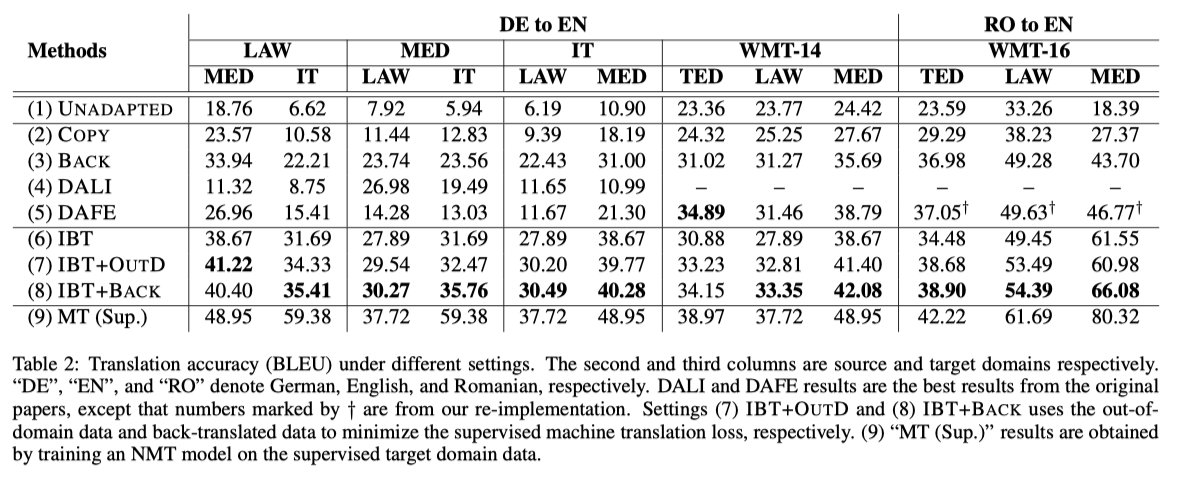 DE to EN RO to EN
Methods LAW MED IT WMT-14 WMT-16
MED IT LAW IT LAW MED TED LAW MED TED LAW MED
(1) UNADAPTED 18.76 6.62 7.92 5.94 6.19 10.90 23.36 23.77 24.42 23.59 33.26 18.39
(2) COPY 23.57 10.58 11.44 12.83 9.39 18.19 24.32 25.25 27.67 29.29 38.23 27.37
(3) BACK 33.94 22.21 23.74 23.56 22.43 31.00 31.02 31.27 35.69 36.98 49.28 43.70
(4) DALI 11.32 8.75 26.98 19.49 11.65 10.99 – – – – – –
(5) DAFE 26.96 15.41 14.28 13.03 11.67 21.30 34.89 31.46 38.79 37.05† 49.63† 46.77†
(6) IBT 38.67 31.69 27.89 31.69 27.89 38.67 30.88 27.89 38.67 34.48 49.45 61.55
(7) IBT+OUTD 41.22 34.33 29.54 32.47 30.20 39.77 33.23 32.81 41.40 38.68 53.49 60.98
(8) IBT+BACK 40.40 35.41 30.27 35.76 30.49 40.28 34.15 33.35 42.08 38.90 54.39 66.08
(9) MT (Sup.) 48.95 59.38 37.72 59.38 37.72 48.95 38.97 37.72 48.95 42.22 61.69 80.32
Table 2: Translation accuracy (BLEU) under different settings. The second and third columns are source and target domains respectively.
“DE”, “EN”, and “RO” denote German, English, and Romanian, respectively. DALI and DAFE results are the best results from the original
papers, except that numbers marked by † are from our re-implementation. Settings (7) IBT+OUTD and (8) IBT+BACK uses the out-of-
domain data and back-translated data to minimize the supervised machine translation loss, respectively. (9) “MT (Sup.)” results are obtained
by training an NMT model on the supervised target domain data.